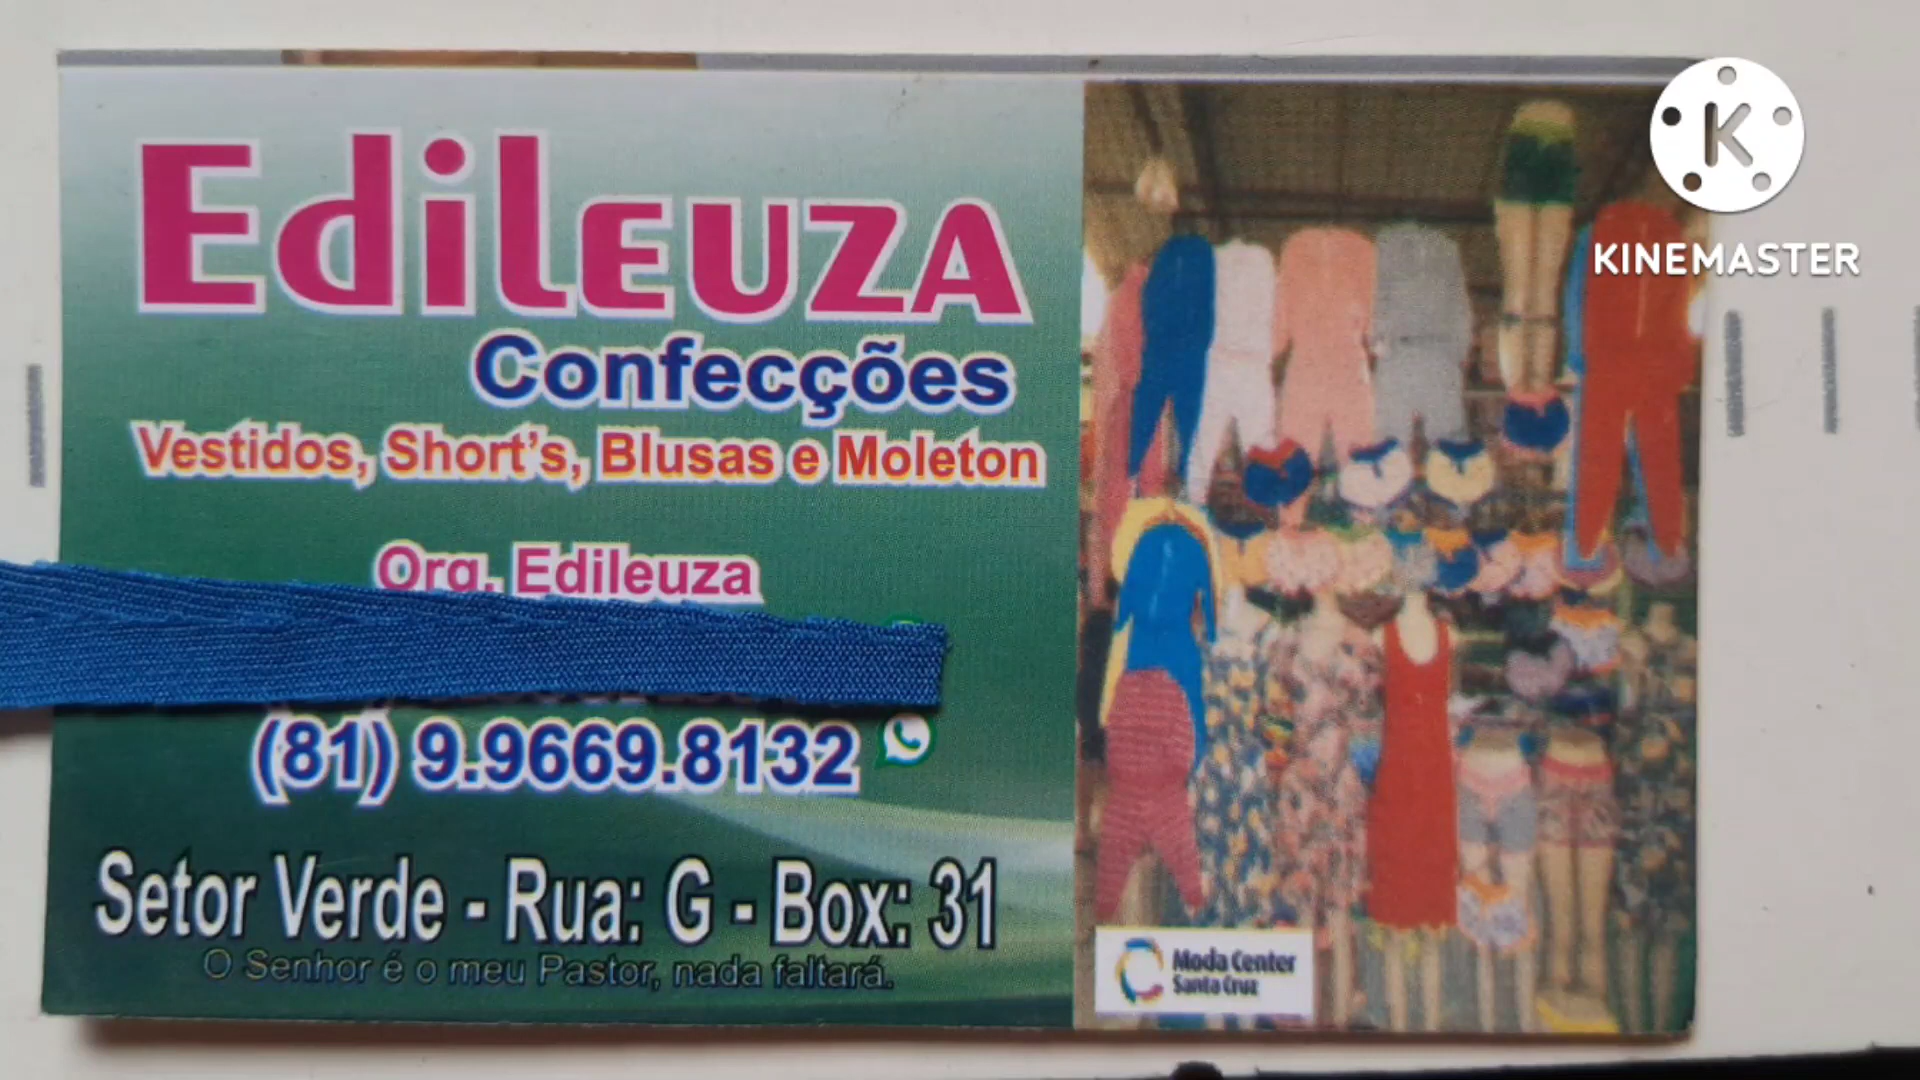 EdilEUZA
Confecções
Vestidos, Short's, Blusas e Moleton
Org. Edileuza
(81) 9.9669.8132
Setor Verde - Rua: G - Box: 31
O Senhor é o meu Pastor, nada faltará.
Moda Center
Santa Cruz
K
KINEMASTER